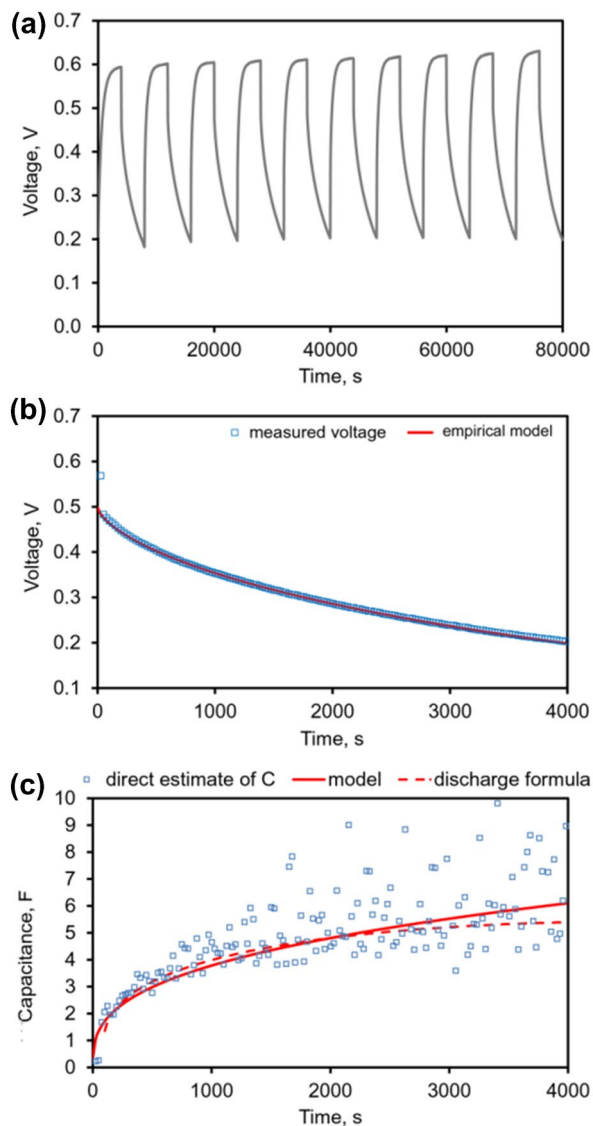 (a)
0.7
0.6
0.5
0.4
0.3
0.2
0.1
0.0
Voltage, V
0 20000 40000 60000 80000
Time, s
(b)
0.7
0.6
0.5
0.4
0.3
0.2
0.1
Voltage, V
measured voltage empirical model
0 1000 2000 3000 4000
Time, s
(c)
direct estimate of C model discharge formula
10
9
8
7
6
5
4
3
2
1
0
Capacitance, F
0 1000 2000 3000 4000
Time, s